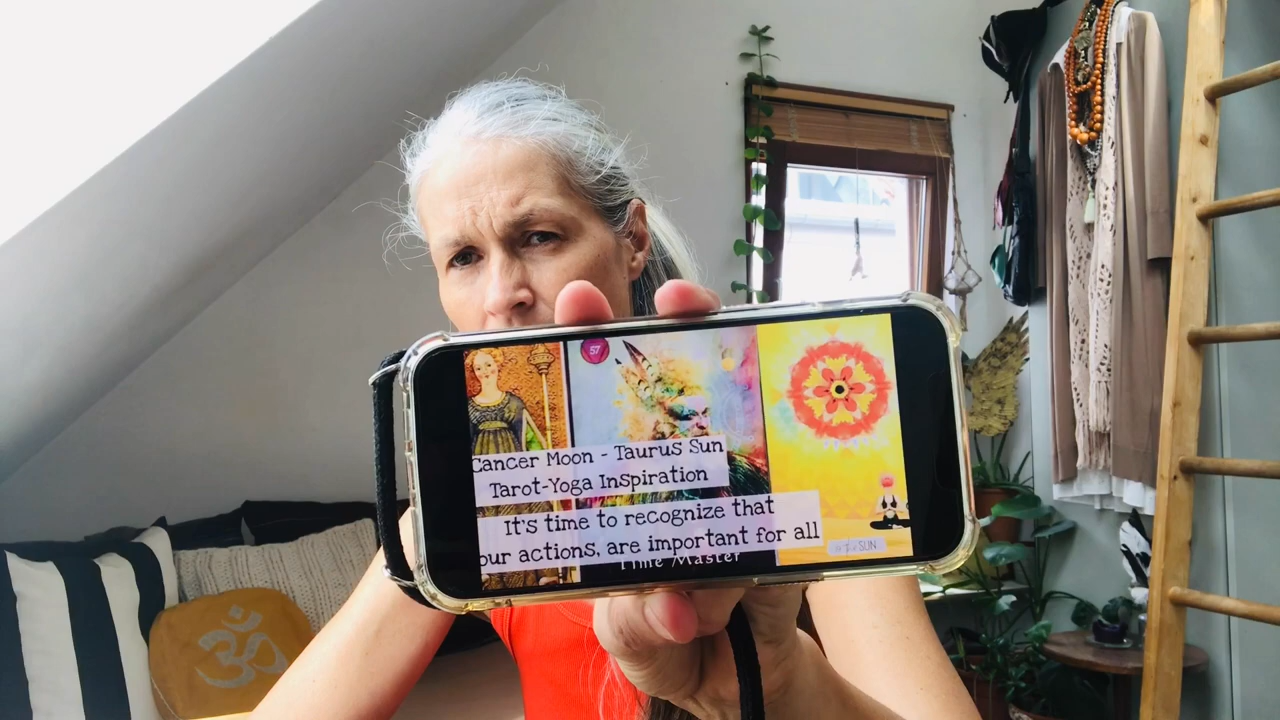 57
Cancer Moon - Taurus Sun
Tarot-Yoga Inspiration
It's time to recognize that
our actions, are important for all
Time Master
SUN
ॐ